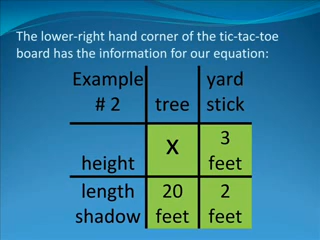 The lower-right hand corner of the tic-tac-toe
board has the information for our equation:
Example yard
# 2 tree stick
x 3
height feet
length 20 2
shadow feet feet